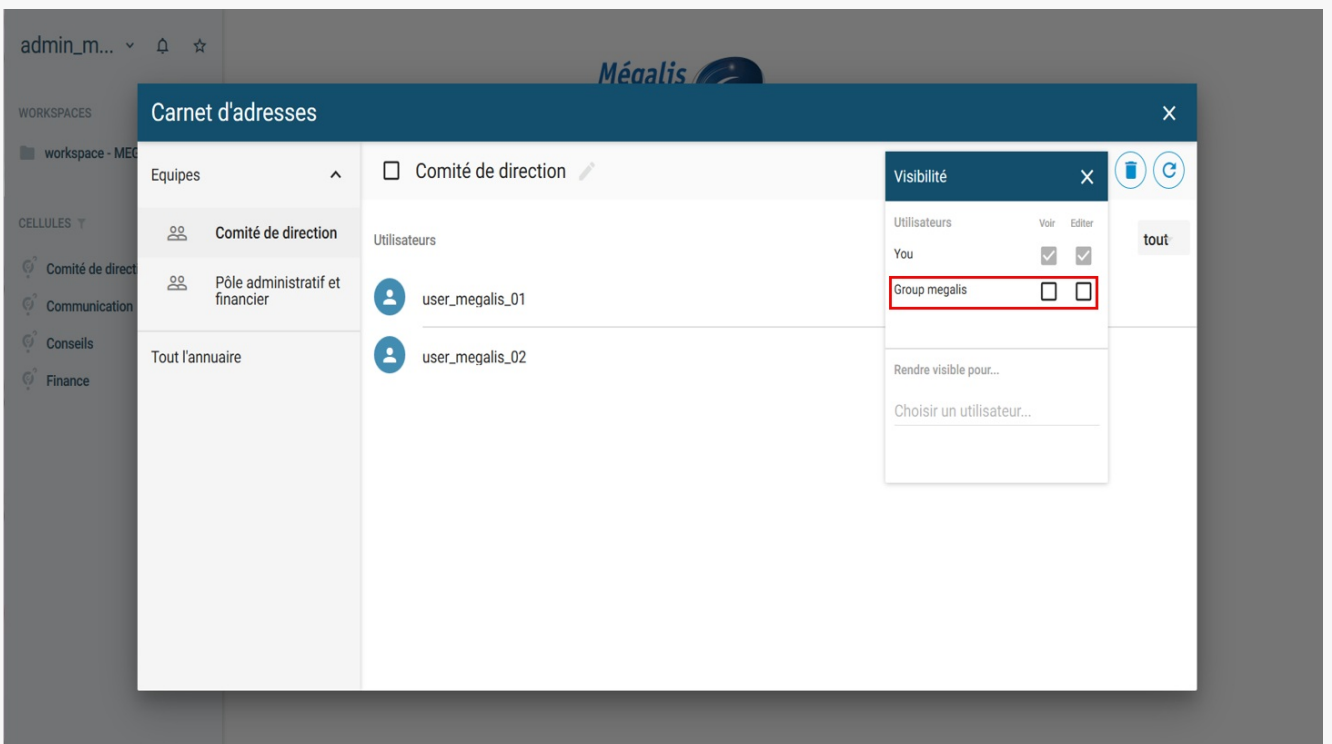 admin_m...
Mégalis
WORKSPACES
Carnet d'adresses
workspace - MEG
Equipes
Comité de direction
Visibilité
CELLULES
Comité de direction
Utilisateurs
Utilisateurs
Voir
Editer
tout
You
Comité de direct
Pôle administratif et
financier
user_megalis_01
Group megalis
Communication
Conseils
Tout l'annuaire
user_megalis_02
Rendre visible pour...
Finance
Choisir un utilisateur...